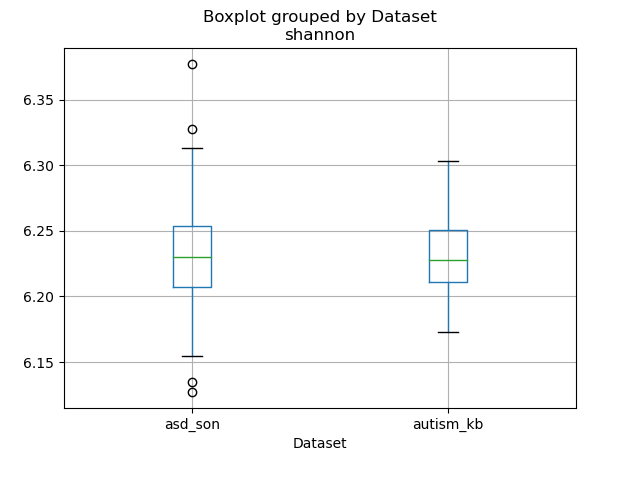 Boxplot grouped by Dataset
shannon
6.35
6.30
6.25
6.20
6.15
asd_son
autism_kb
Dataset